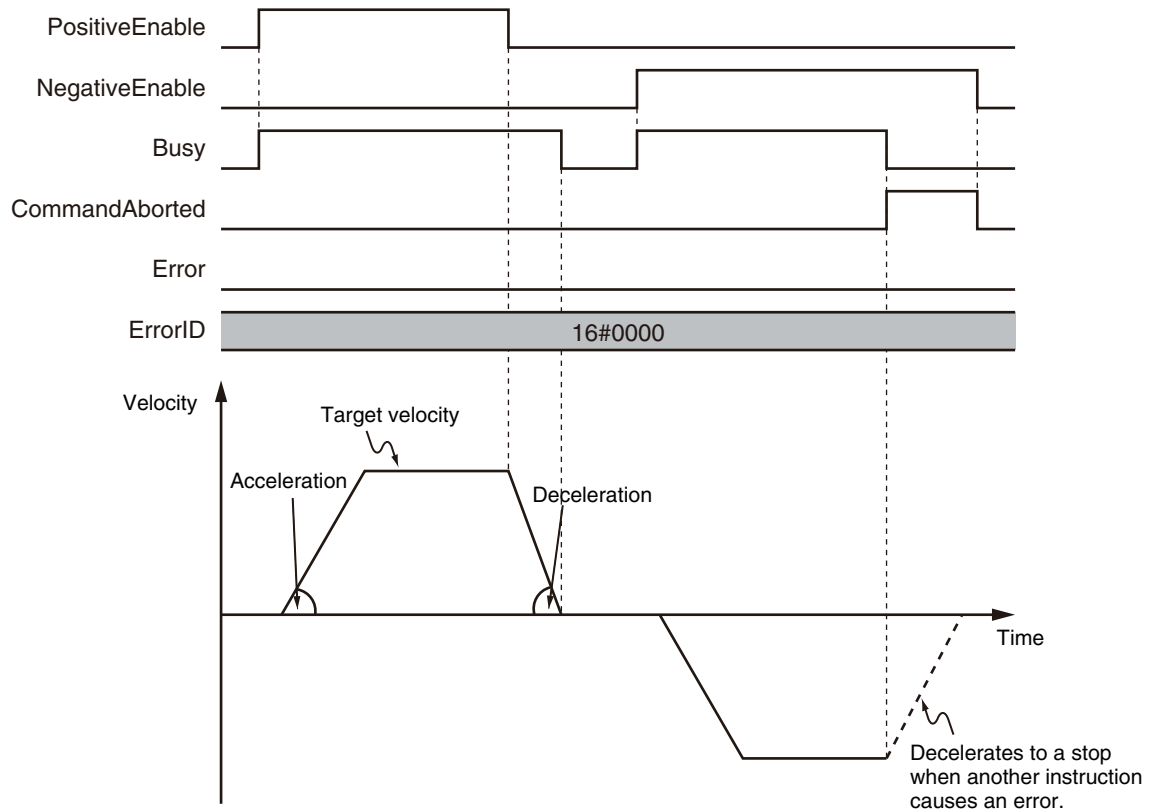 PositiveEnable
NegativeEnable
Busy
CommandAborted
Error
ErrorID
16#0000
Velocity
Target velocity
Acceleration
Deceleration
Time
Decelerates to a stop
when another instruction
causes an error.